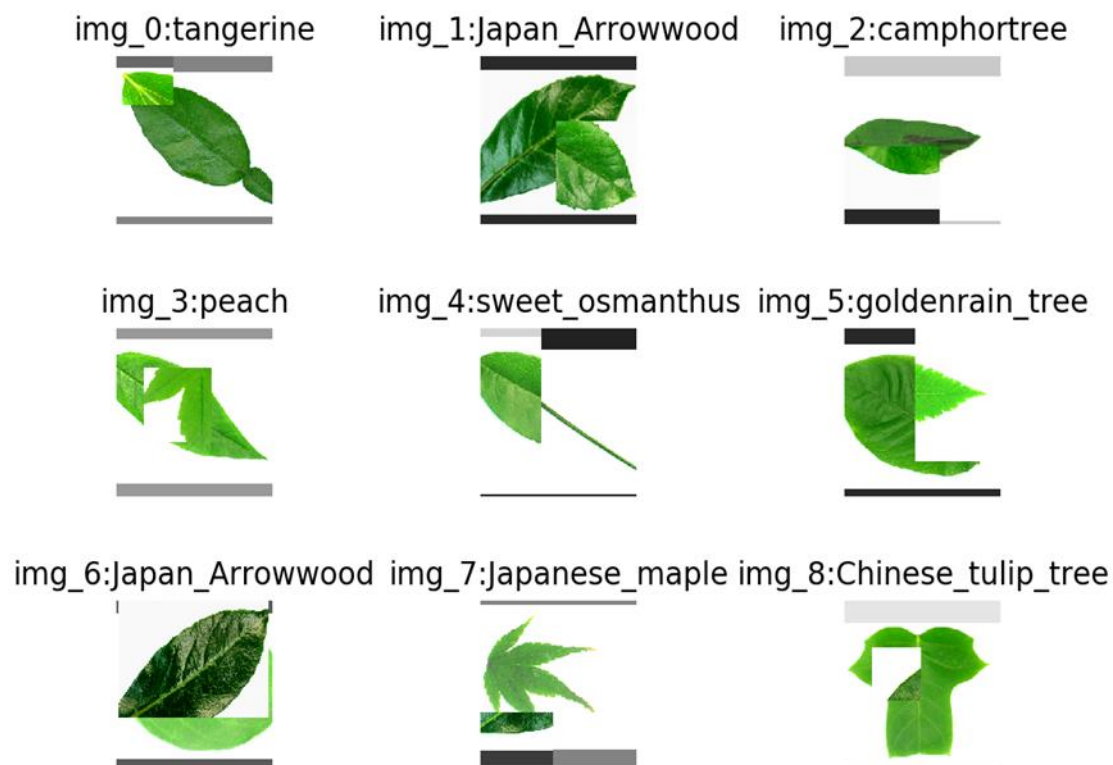 img_0:tangerine
img_1:Japan_Arrowwood
img_2:camphortree
img_3:peach
img_4:sweet_osmanthus
img_5:goldenrain_tree
img_6:Japan_Arrowwood
img_7:Japanese_maple
img_8:Chinese_tulip_tree